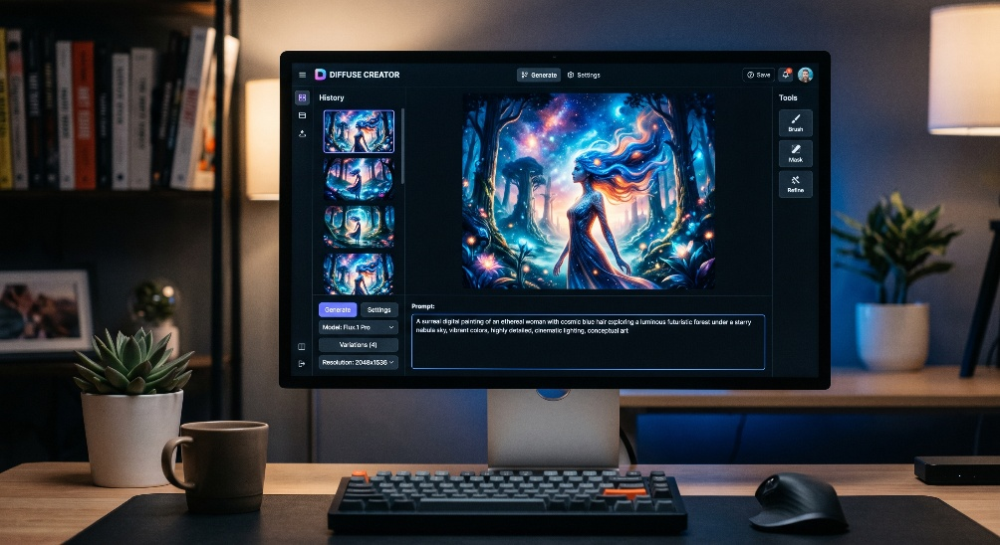 DIFFUSE CREATOR
Generate
Settings
Save
History
Tools
Brush
Mask
Refine
Generate
Settings
Model: Flux.1 Pro
Variations (4)
Resolution: 2048x1536
Prompt:
A surreal digital painting of an ethereal woman with cosmic blue hair exploring a luminous futuristic forest under a starry
nebula sky, vibrant colors, highly detailed, cinematic lighting, conceptual art